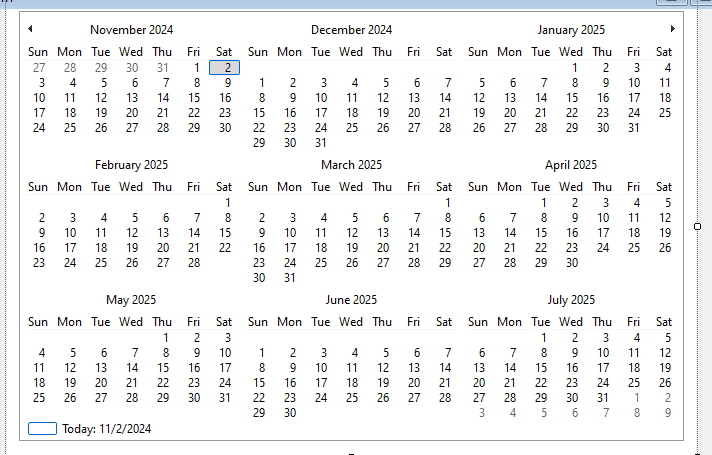 November 2024 December 2024 January 2025
Sun Mon Tue Wed Thu Fri Sat Sun Mon Tue Wed Thu Fri Sat Sun Mon Tue Wed Thu Fri Sat
27 28 29 30 31 1 2 1 2 3 4
3 4 5 6 7 8 9 1 2 3 4 5 6 7 5 6 7 8 9 10 11
10 11 12 13 14 15 16 8 9 10 11 12 13 14 12 13 14 15 16 17 18
17 18 19 20 21 22 23 15 16 17 18 19 20 21 19 20 21 22 23 24 25
24 25 26 27 28 29 30 22 23 24 25 26 27 28 26 27 28 29 30 31
29 30 31
February 2025 March 2025 April 2025
Sun Mon Tue Wed Thu Fri Sat Sun Mon Tue Wed Thu Fri Sat Sun Mon Tue Wed Thu Fri Sat
1 1 1 2 3 4 5
2 3 4 5 6 7 8 2 3 4 5 6 7 8 6 7 8 9 10 11 12
9 10 11 12 13 14 15 9 10 11 12 13 14 15 13 14 15 16 17 18 19
16 17 18 19 20 21 22 16 17 18 19 20 21 22 20 21 22 23 24 25 26
23 24 25 26 27 28 23 24 25 26 27 28 29 27 28 29 30
30 31
May 2025 June 2025 July 2025
Sun Mon Tue Wed Thu Fri Sat Sun Mon Tue Wed Thu Fri Sat Sun Mon Tue Wed Thu Fri Sat
1 2 3 1 2 3 4 5
4 5 6 7 8 9 10 1 2 3 4 5 6 7 6 7 8 9 10 11 12
11 12 13 14 15 16 17 8 9 10 11 12 13 14 13 14 15 16 17 18 19
18 19 20 21 22 23 24 15 16 17 18 19 20 21 20 21 22 23 24 25 26
25 26 27 28 29 30 31 22 23 24 25 26 27 28 27 28 29 30 31 1 2
29 30 3 4 5 6 7 8 9
Today: 11/2/2024